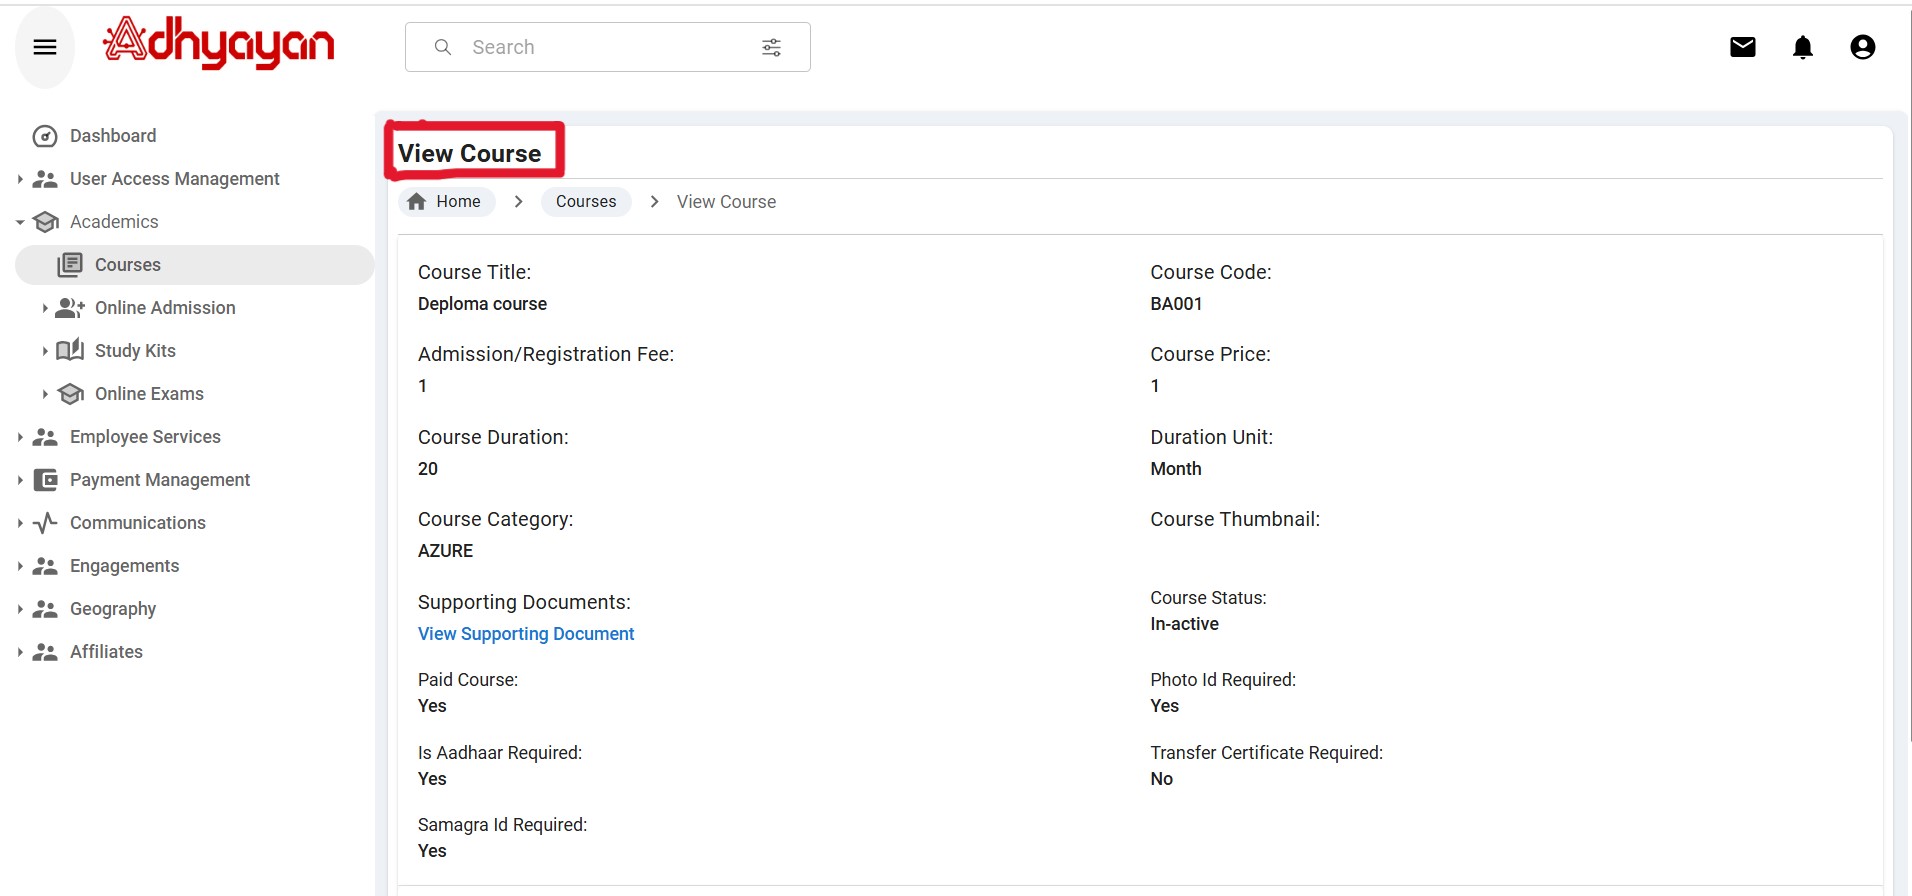 Adhyayan
Search
Dashboard
User Access Management
Academics
Courses
Online Admission
Study Kits
Online Exams
Employee Services
Payment Management
Communications
Engagements
Geography
Affiliates
View Course
Home > Courses > View Course
Course Title:
Deploma course
Course Code:
BA001
Admission/Registration Fee:
1
Course Price:
1
Course Duration:
20
Duration Unit:
Month
Course Category:
AZURE
Course Thumbnail:
Supporting Documents:
View Supporting Document
Course Status:
In-active
Paid Course:
Yes
Photo Id Required:
Yes
Is Aadhaar Required:
Yes
Transfer Certificate Required:
No
Samagra Id Required:
Yes